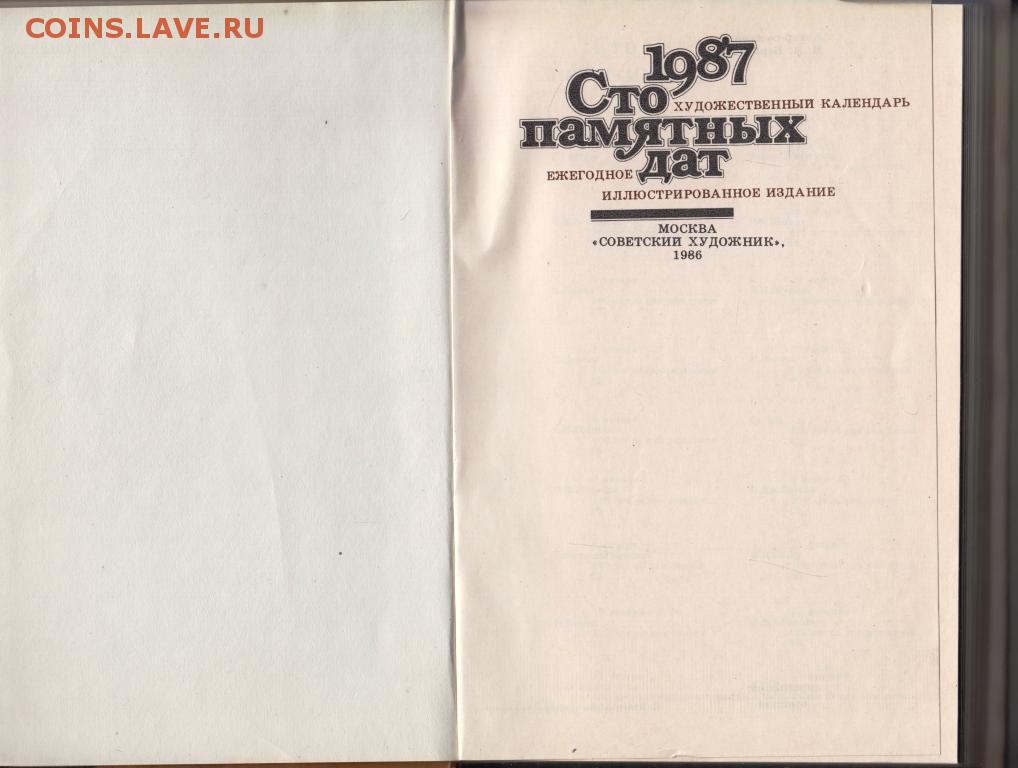 COINS.LAVE.RU
1987
Сто
ХУДОЖЕСТВЕННЫЙ КАЛЕНДАРЬ
памятных
дат
ЕЖЕГОДНОЕ
ИЛЛЮСТРИРОВАННОЕ ИЗДАНИЕ
МОСКВА
«СОВЕТСКИЙ ХУДОЖНИК»,
1986